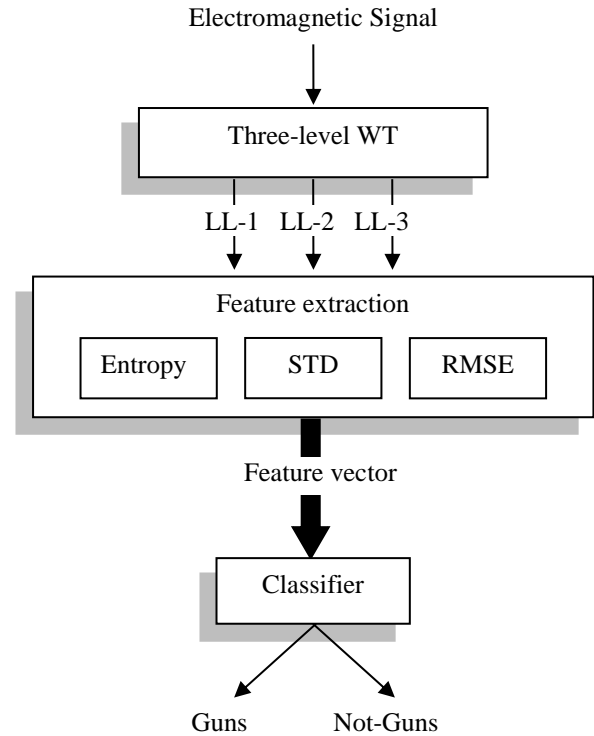 Electromagnetic Signal
Three-level WT
LL-1 LL-2 LL-3
Feature extraction
Entropy STD RMSE
Feature vector
Classifier
Guns Not-Guns